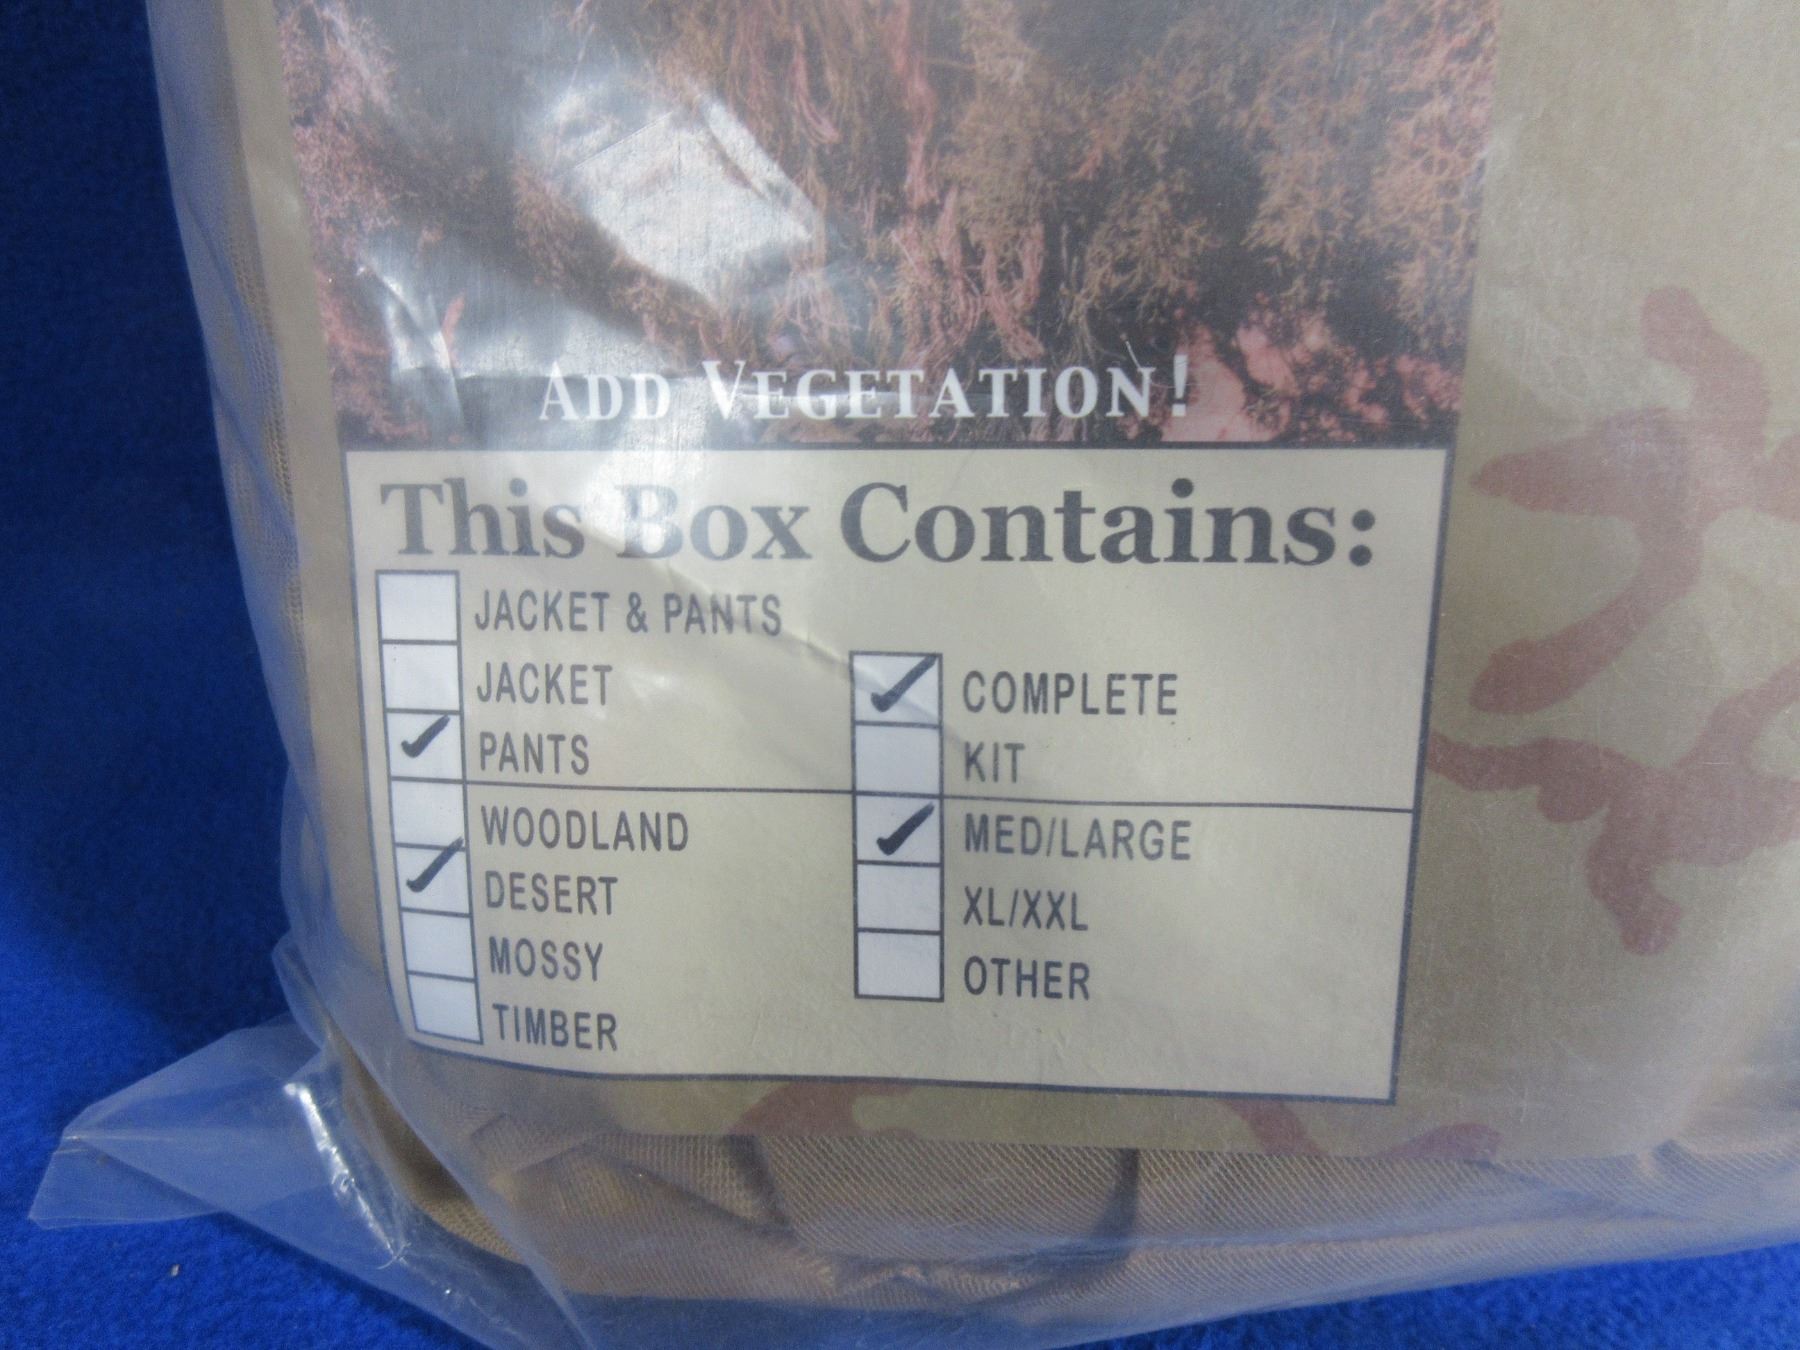 ADD VEGETATION!
This Box Contains:
JACKET & PANTS
JACKET
PANTS
COMPLETE
KIT
WOODLAND
DESERT
MOSSY
TIMBER
MED/LARGE
XL/XXL
OTHER